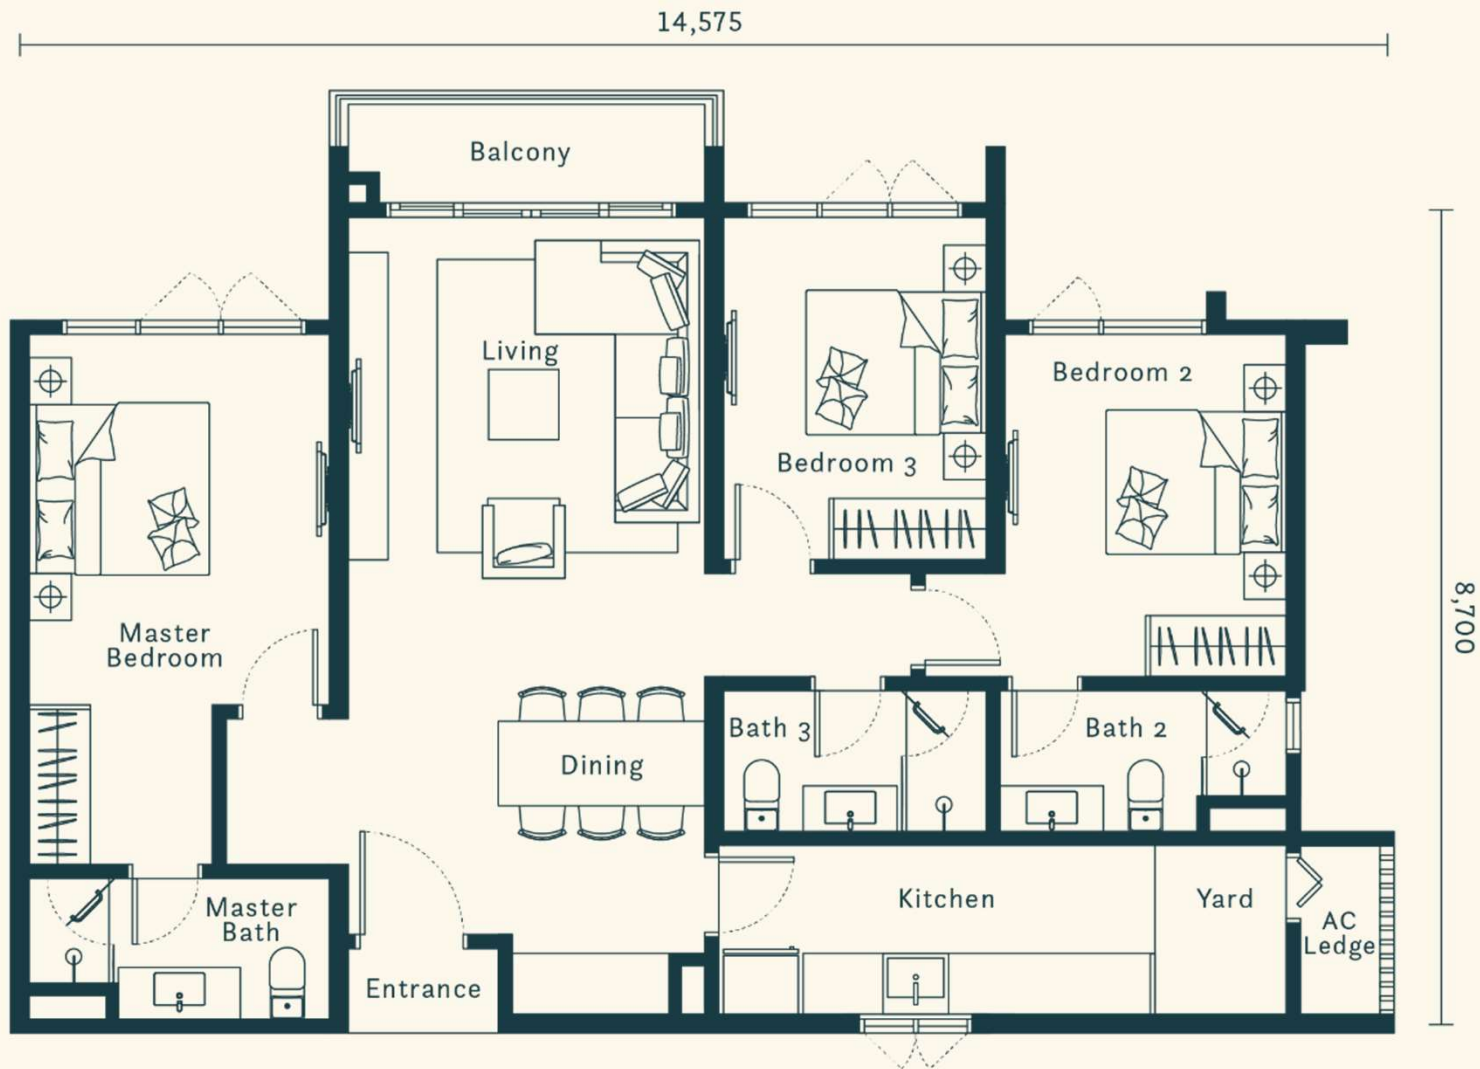 14,575
Balcony
Living
Bedroom 2
Bedroom 3
8,700
Master
Bedroom
Bath 3
Bath 2
Dining
Kitchen
Yard
Master
Bath
AC
Ledge
Entrance